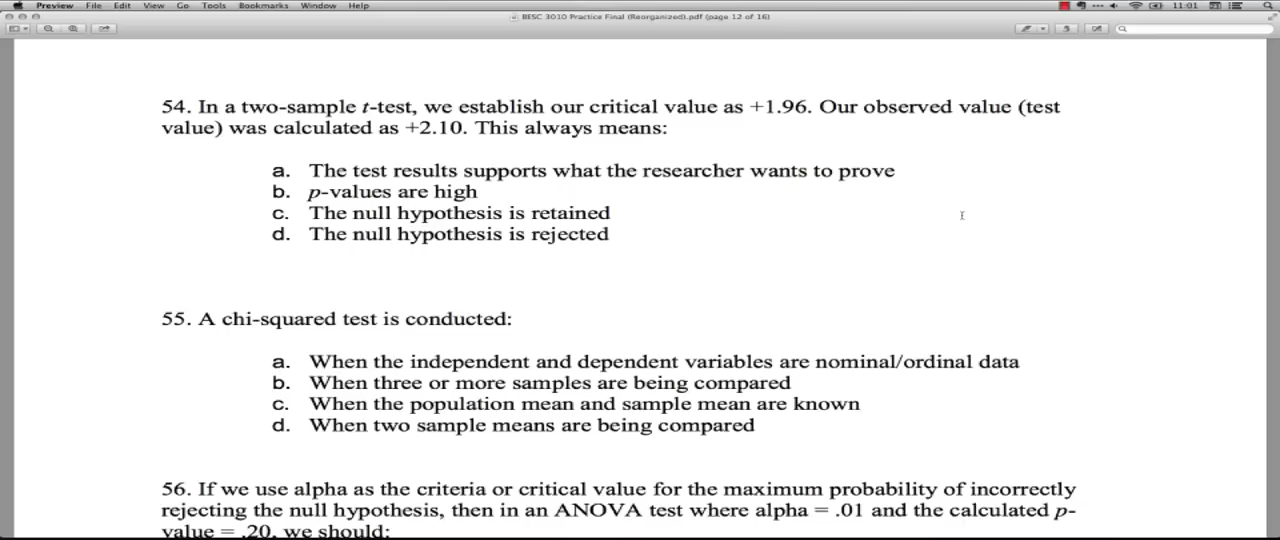 Preview File Edit View Go Tools Bookmarks Window Help 11:01
BESC 3010 Practice Final (Reorganized).pdf (page 12 of 16)
54. In a two-sample t-test, we establish our critical value as +1.96. Our observed value (test
value) was calculated as +2.10. This always means:
a. The test results supports what the researcher wants to prove
b. p-values are high
c. The null hypothesis is retained
d. The null hypothesis is rejected
55. A chi-squared test is conducted:
a. When the independent and dependent variables are nominal/ordinal data
b. When three or more samples are being compared
c. When the population mean and sample mean are known
d. When two sample means are being compared
56. If we use alpha as the criteria or critical value for the maximum probability of incorrectly
rejecting the null hypothesis, then in an ANOVA test where alpha = .01 and the calculated p-
value = .20, we should: